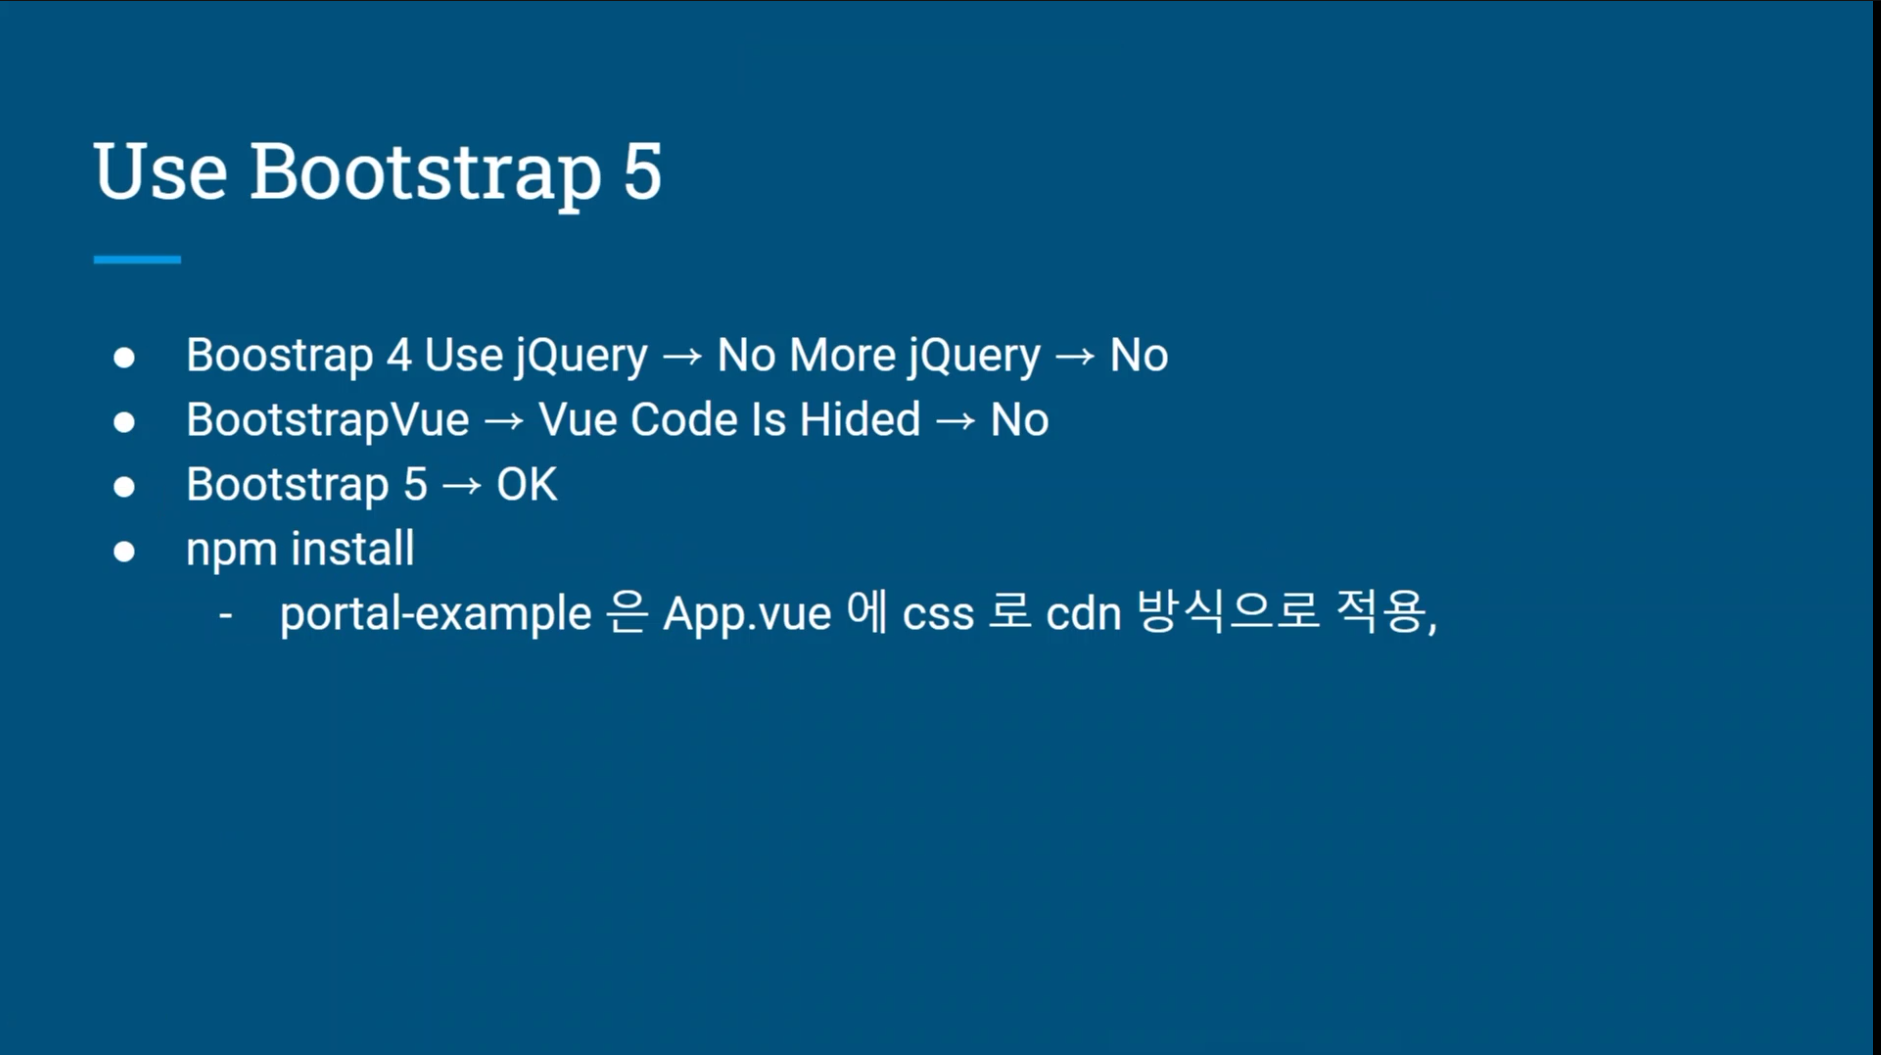 Use Bootstrap 5
● Boostrap 4 Use jQuery → No More jQuery → No
● BootstrapVue → Vue Code Is Hided → No
● Bootstrap 5 → OK
● npm install
- portal-example 은 App.vue 에 css 로 cdn 방식으로 적용,